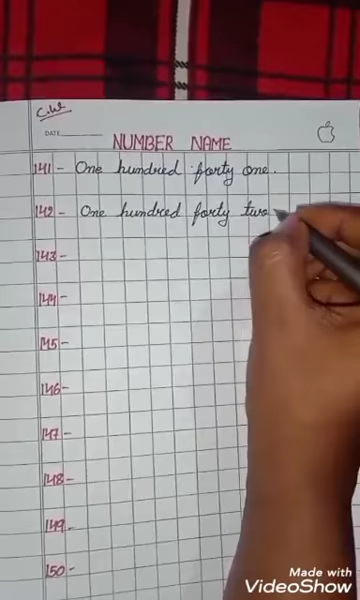 C.W
DATE
NUMBER NAME
141- One hundred forty one.
142- One hundred forty two
143-
144-
145-
146-
147-
148-
149-
150-
Made with
VideoShow